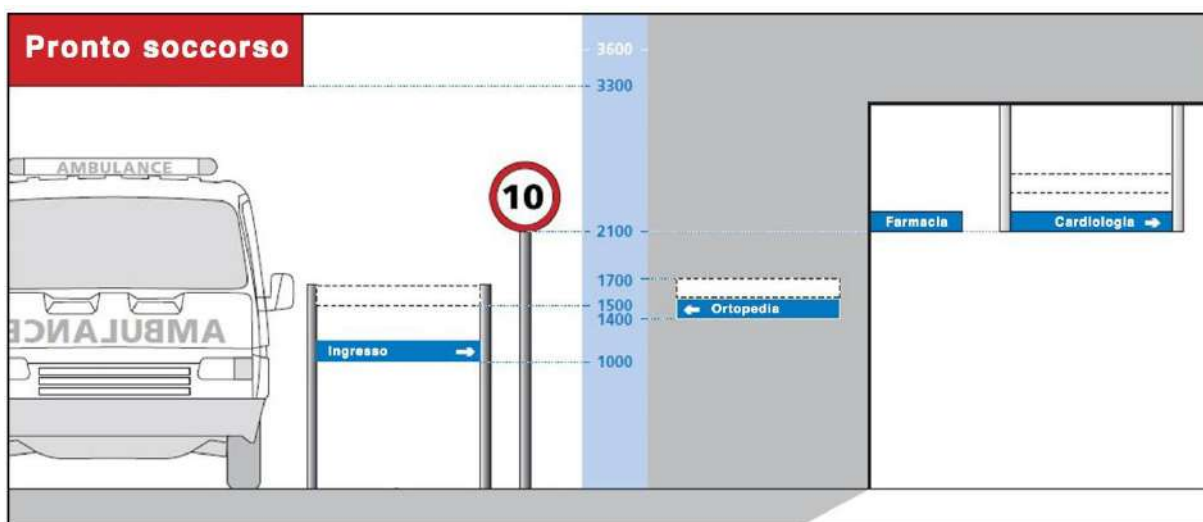 Pronto soccorso
3600
3300
AMBULANCE
10
2100
Farmacia
Cardiologia →
1700
1500
1400
← Ortopedia
AMBULANCE
Ingresso →
1000